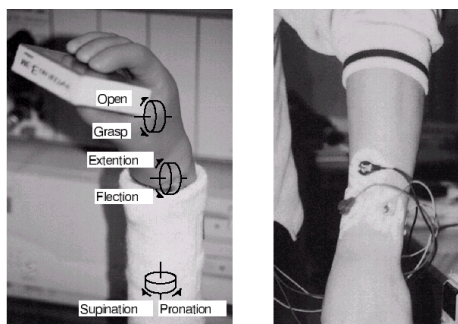 Open
Grasp
Extention
Flection
Supination Pronation